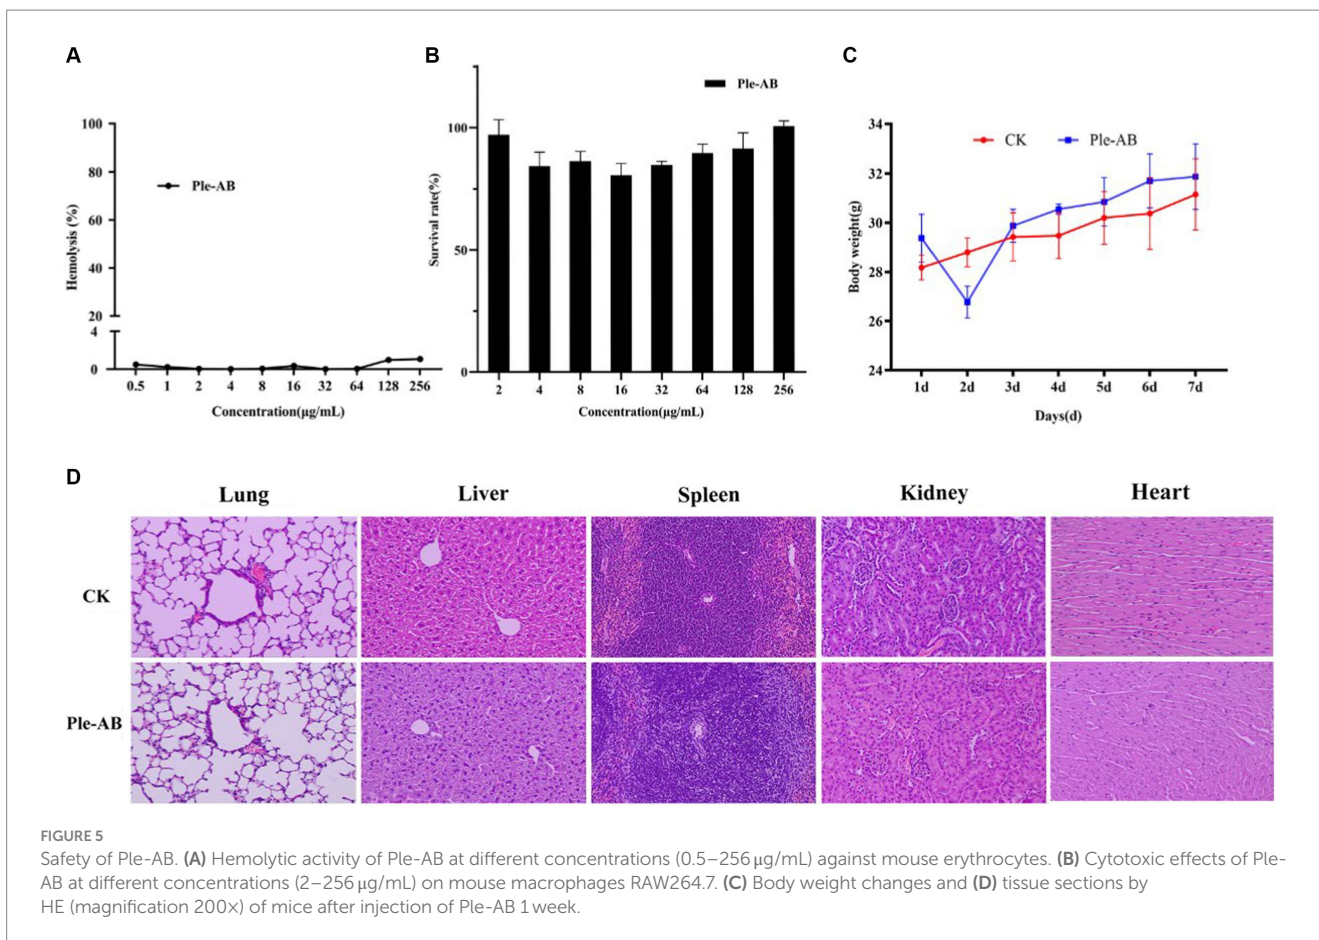 A
B
C
Ple-AB
100
80
60
40
20
4
0
Hemolysis (%)
0.5 1 2 4 8 16 32 64 128 256
Concentration(μg/mL)
Ple-AB
100
50
0
Survival rate(%)
2 4 8 16 32 64 128 256
Concentration(μg/mL)
CK Ple-AB
34
32
30
28
26
24
Body weight(g)
1d 2d 3d 4d 5d 6d 7d
Days(d)
D
Lung Liver Spleen Kidney Heart
CK
Ple-AB
FIGURE 5
Safety of Ple-AB. (A) Hemolytic activity of Ple-AB at different concentrations (0.5–256 μg/mL) against mouse erythrocytes. (B) Cytotoxic effects of Ple-
AB at different concentrations (2–256 μg/mL) on mouse macrophages RAW264.7. (C) Body weight changes and (D) tissue sections by
HE (magnification 200×) of mice after injection of Ple-AB 1 week.